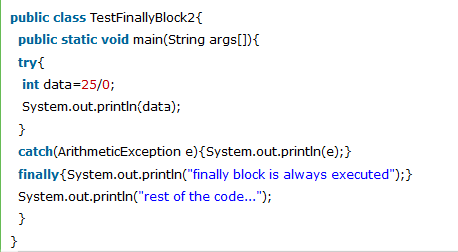 public class TestFinallyBlock2{
public static void main(String args[]){
try{
int data=25/0;
System.out.println(data);
}
catch(ArithmeticException e){System.out.println(e);}
finally{System.out.println("finally block is always executed");}
System.out.println("rest of the code...");
}
}